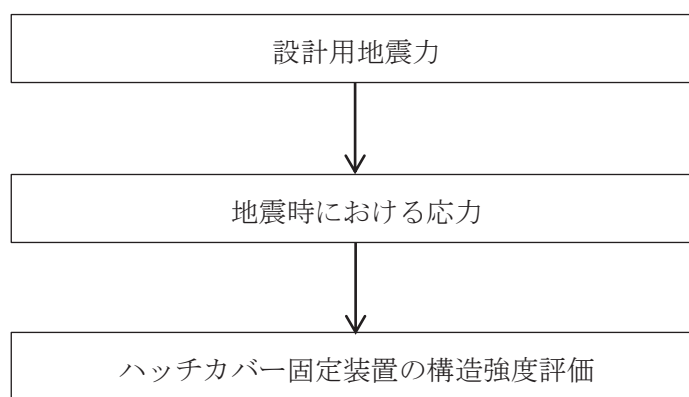 設計用地震力
地震時における応力
ハッチカバー固定装置の構造強度評価